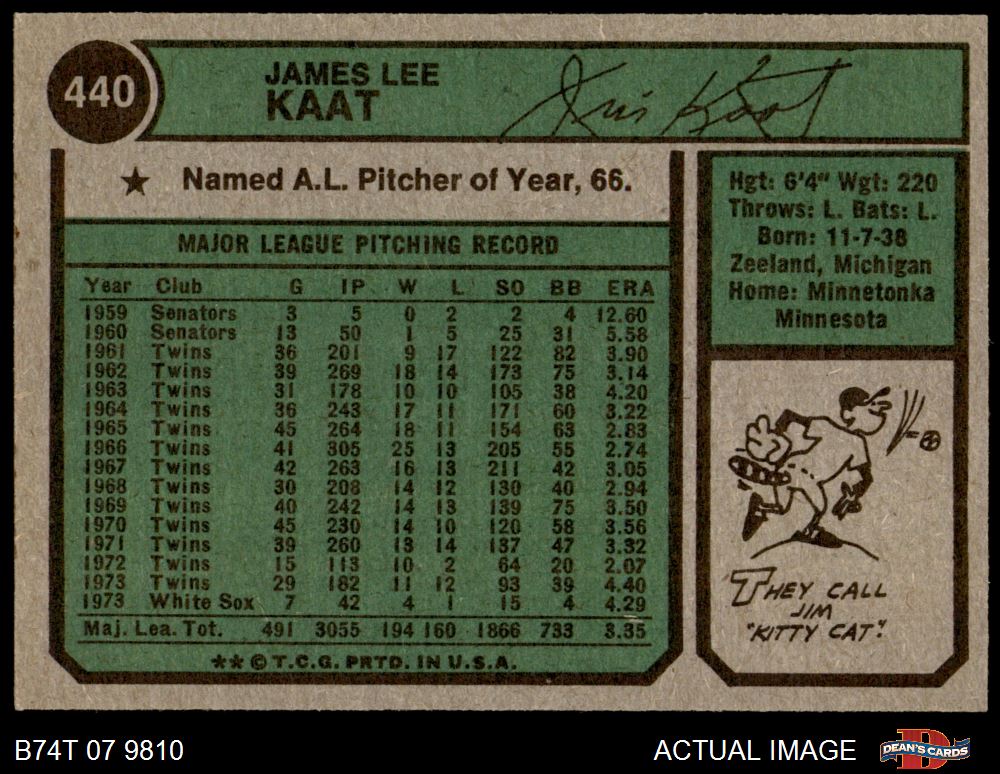 440
JAMES LEE
KAAT
Jim Kaat
★ Named A.L. Pitcher of Year, 66.
MAJOR LEAGUE PITCHING RECORD
Year Club G IP W L SO BB ERA
1959 Senators 3 5 0 2 2 4 12.60
1960 Senators 13 50 1 5 25 31 5.58
1961 Twins 36 201 9 17 122 82 3.90
1962 Twins 39 269 18 14 173 75 3.14
1963 Twins 31 178 10 10 105 38 4.20
1964 Twins 36 243 17 11 171 60 3.22
1965 Twins 45 264 18 11 154 63 2.83
1966 Twins 41 305 25 13 205 55 2.74
1967 Twins 42 263 16 13 211 42 3.05
1968 Twins 30 208 14 12 130 40 2.94
1969 Twins 40 242 14 13 139 75 3.50
1970 Twins 45 230 14 10 120 58 3.56
1971 Twins 39 260 13 14 137 47 3.32
1972 Twins 15 113 10 2 64 20 2.07
1973 Twins 29 182 11 12 93 39 4.40
1973 White Sox 7 42 4 1 15 4 4.29
Maj. Lea. Tot. 491 3055 194 160 1866 733 3.35
** © T.C.G. PRTD. IN U.S.A.
Hgt: 6'4" Wgt: 220
Throws: L. Bats: L.
Born: 11-7-38
Zeeland, Michigan
Home: Minnetonka
Minnesota
THEY CALL
JIM
"KITTY CAT".
B74T 07 9810
ACTUAL IMAGE
DEAN'S CARDS